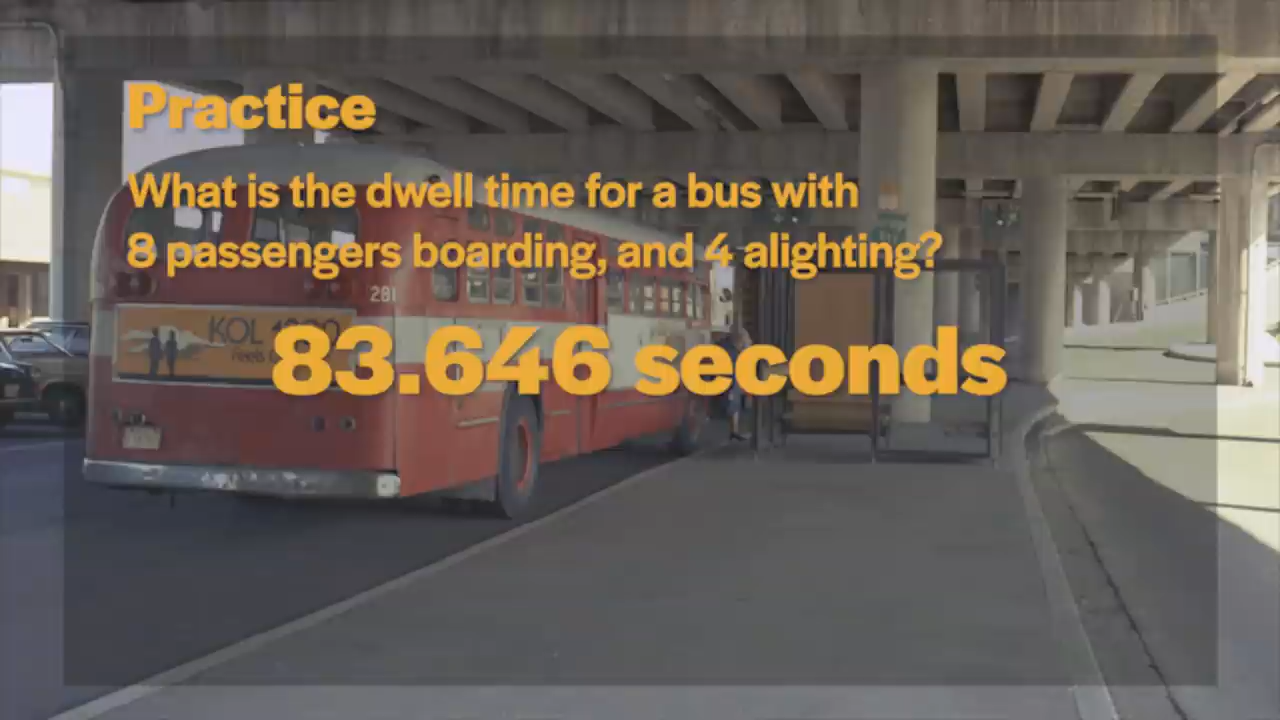 Practice
What is the dwell time for a bus with
8 passengers boarding, and 4 alighting?
281
KOL
83.646 seconds